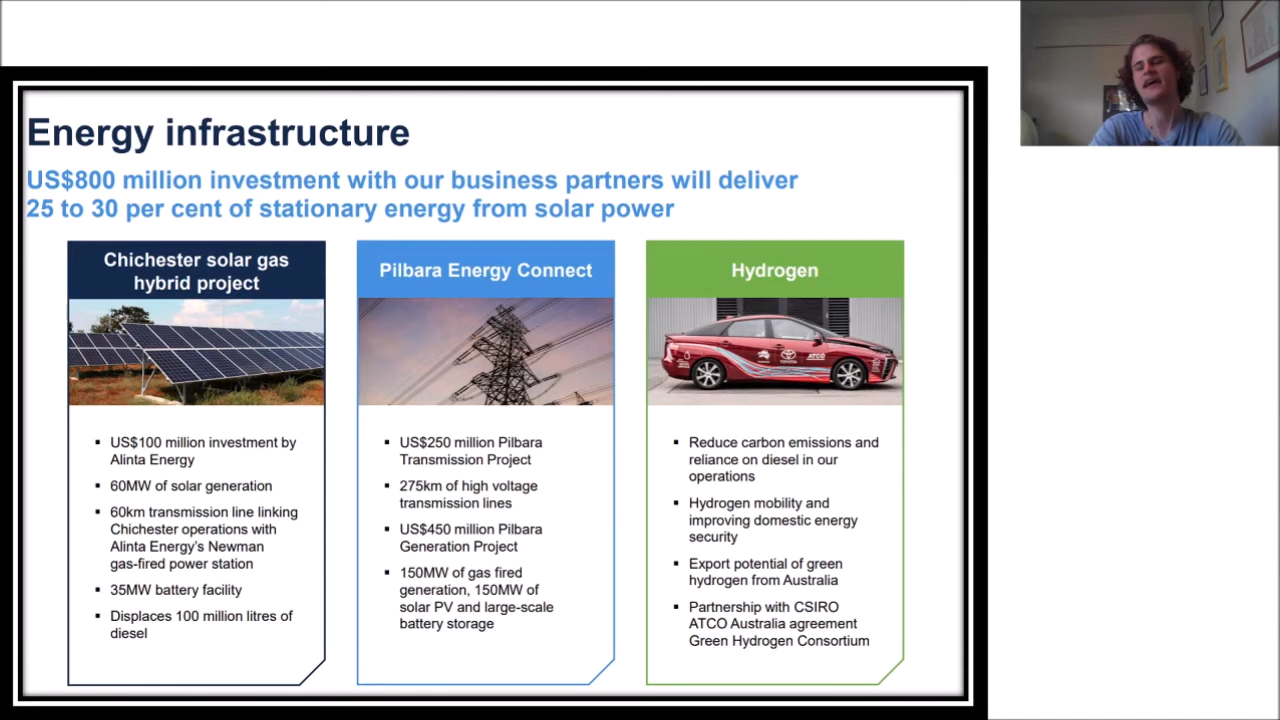 Energy infrastructure
US$800 million investment with our business partners will deliver
25 to 30 per cent of stationary energy from solar power
Chichester solar gas
hybrid project
▪ US$100 million investment by
Alinta Energy
▪ 60MW of solar generation
▪ 60km transmission line linking
Chichester operations with
Alinta Energy's Newman
gas-fired power station
▪ 35MW battery facility
▪ Displaces 100 million litres of
diesel
Pilbara Energy Connect
▪ US$250 million Pilbara
Transmission Project
▪ 275km of high voltage
transmission lines
▪ US$450 million Pilbara
Generation Project
▪ 150MW of gas fired
generation, 150MW of
solar PV and large-scale
battery storage
Hydrogen
TOYOTA
ATCO
▪ Reduce carbon emissions and
reliance on diesel in our
operations
▪ Hydrogen mobility and
improving domestic energy
security
▪ Export potential of green
hydrogen from Australia
▪ Partnership with CSIRO
ATCO Australia agreement
Green Hydrogen Consortium